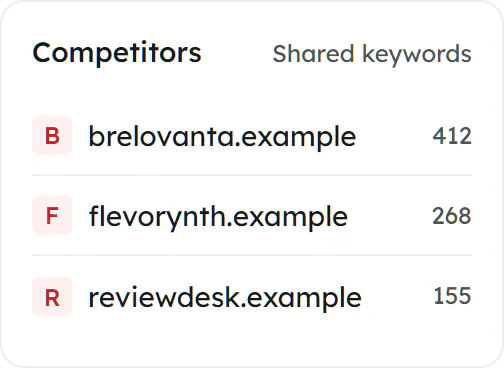 Competitors Shared keywords
B brelovanta.example 412
F flevorynth.example 268
R reviewdesk.example 155